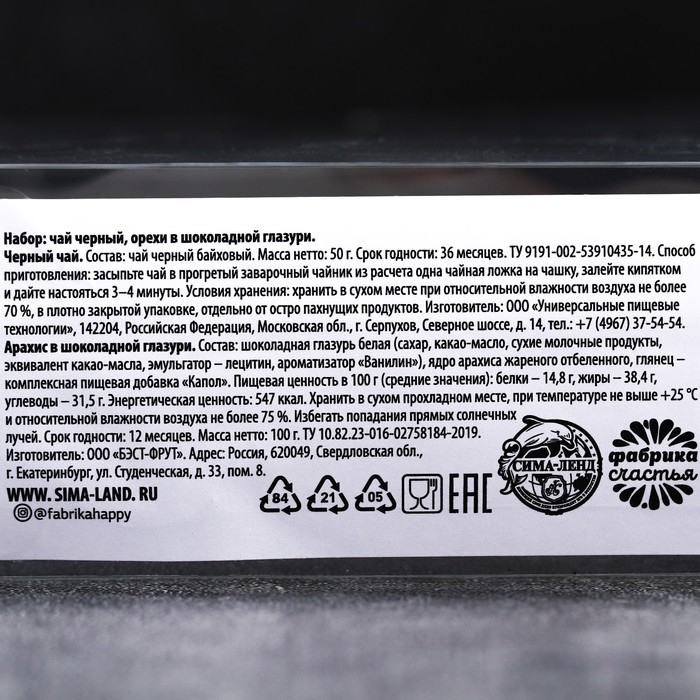 Набор: чай черный, орехи в шоколадной глазури.
Черный чай. Состав: чай черный байховый. Масса нетто: 50 г. Срок годности: 36 месяцев. ТУ 9191-002-53910435-14. Способ
приготовления: засыпьте чай в прогретый заварочный чайник из расчета одна чайная ложка на чашку, залейте кипятком
и дайте настояться 3–4 минуты. Условия хранения: хранить в сухом месте при относительной влажности воздуха не более
70 %, в плотно закрытой упаковке, отдельно от остро пахнущих продуктов. Изготовитель: ООО «Универсальные пищевые
технологии», 142204, Российская Федерация, Московская обл., г. Серпухов, Северное шоссе, д. 14, тел.: +7 (4967) 37-54-54.
Арахис в шоколадной глазури. Состав: шоколадная глазурь белая (сахар, какао-масло, сухие молочные продукты,
эквивалент какао-масла, эмульгатор – лецитин, ароматизатор «Ванилин»), ядро арахиса жареного отбеленного, глянец –
комплексная пищевая добавка «Капол». Пищевая ценность в 100 г (средние значения): белки – 14,8 г, жиры – 38,4 г,
углеводы – 31,5 г. Энергетическая ценность: 547 ккал. Хранить в сухом прохладном месте, при температуре не выше +25 °С
и относительной влажности воздуха не более 75 %. Избегать попадания прямых солнечных
лучей. Срок годности: 12 месяцев. Масса нетто: 100 г. ТУ 10.82.23-016-02758184-2019.
Изготовитель: ООО «БЭСТ-ФРУТ». Адрес: Россия, 620049, Свердловская обл.,
г. Екатеринбург, ул. Студенческая, д. 33, пом. 8.
WWW. SIMA-LAND.RU
@fabrikahappy
84 21 05 EAC
СИМА-ЛЕНД
фабрика
счастья